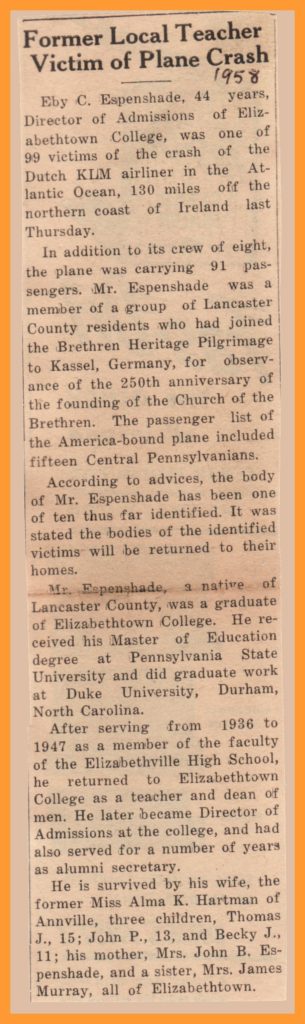 Former Local Teacher
Victim of Plane Crash
1958
Eby C. Espenshade, 44 years,
Director of Admissions of Eliz-
abethtown College, was one of
99 victims of the crash of the
Dutch KLM airliner in the At-
lantic Ocean, 130 miles off the
northern coast of Ireland last
Thursday.
In addition to its crew of eight,
the plane was carrying 91 pas-
sengers. Mr. Espenshade was a
member of a group of Lancaster
County residents who had joined
the Brethren Heritage Pilgrimage
to Kassel, Germany, for observ-
ance of the 250th anniversary of
the founding of the Church of the
Brethren. The passenger list of
the America-bound plane included
fifteen Central Pennsylvanians.
According to advices, the body
of Mr. Espenshade has been one
of ten thus far identified. It was
stated the bodies of the identified
victims will be returned to their
homes.
Mr. Espenshade, a native of
Lancaster County, was a graduate
of Elizabethtown College. He re-
ceived his Master of Education
degree at Pennsylvania State
University and did graduate work
at Duke University, Durham,
North Carolina.
After serving from 1936 to
1947 as a member of the faculty
of the Elizabethville High School,
he returned to Elizabethtown
College as a teacher and dean of
men. He later became Director of
Admissions at the college, and had
also served for a number of years
as alumni secretary.
He is survived by his wife, the
former Miss Alma K. Hartman of
Annville, three children, Thomas
J., 15; John P., 13, and Becky J.,
11; his mother, Mrs. John B. Es-
penshade, and a sister, Mrs. James
Murray, all of Elizabethtown.